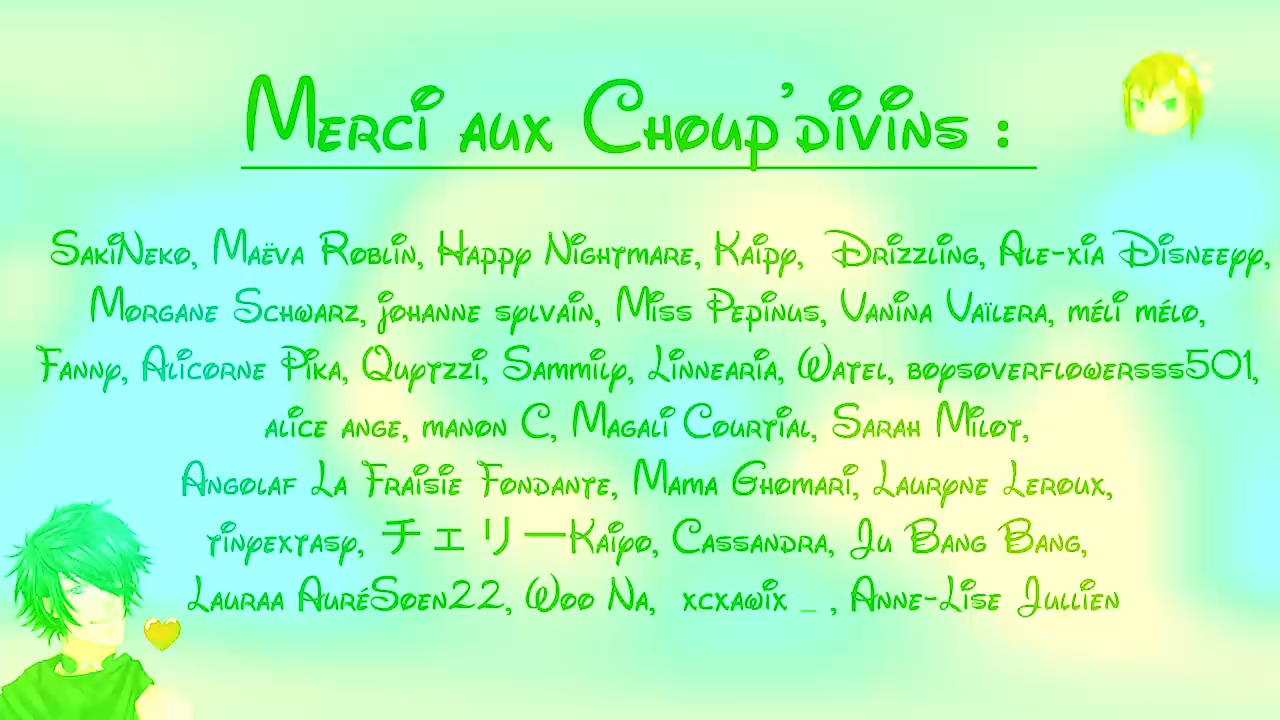 Merci aux Choup'divins :
SakiNeko, Maëva Roblin, Happy Nightmare, Kaipy, Drizzling, Ale-xia Disneeyy,
Morgane Schwarz, johanne sylvain, Miss Pepinus, Vanina Vaïlera, méli mélo,
Fanny, Alicorne Pika, Quytzzi, Sammily, Linnearia, Watel, boysoverflowersss501,
alice ange, manon C, Magali Courtial, Sarah Milot,
Angolaf La Fraisie Fondante, Mama Ghomari, Lauryne Leroux,
tinyextasy, チェリーKaiyo, Cassandra, Ju Bang Bang,
Lauraa AuréSoen22, Woo Na, xcxawix _ , Anne-Lise Jullien